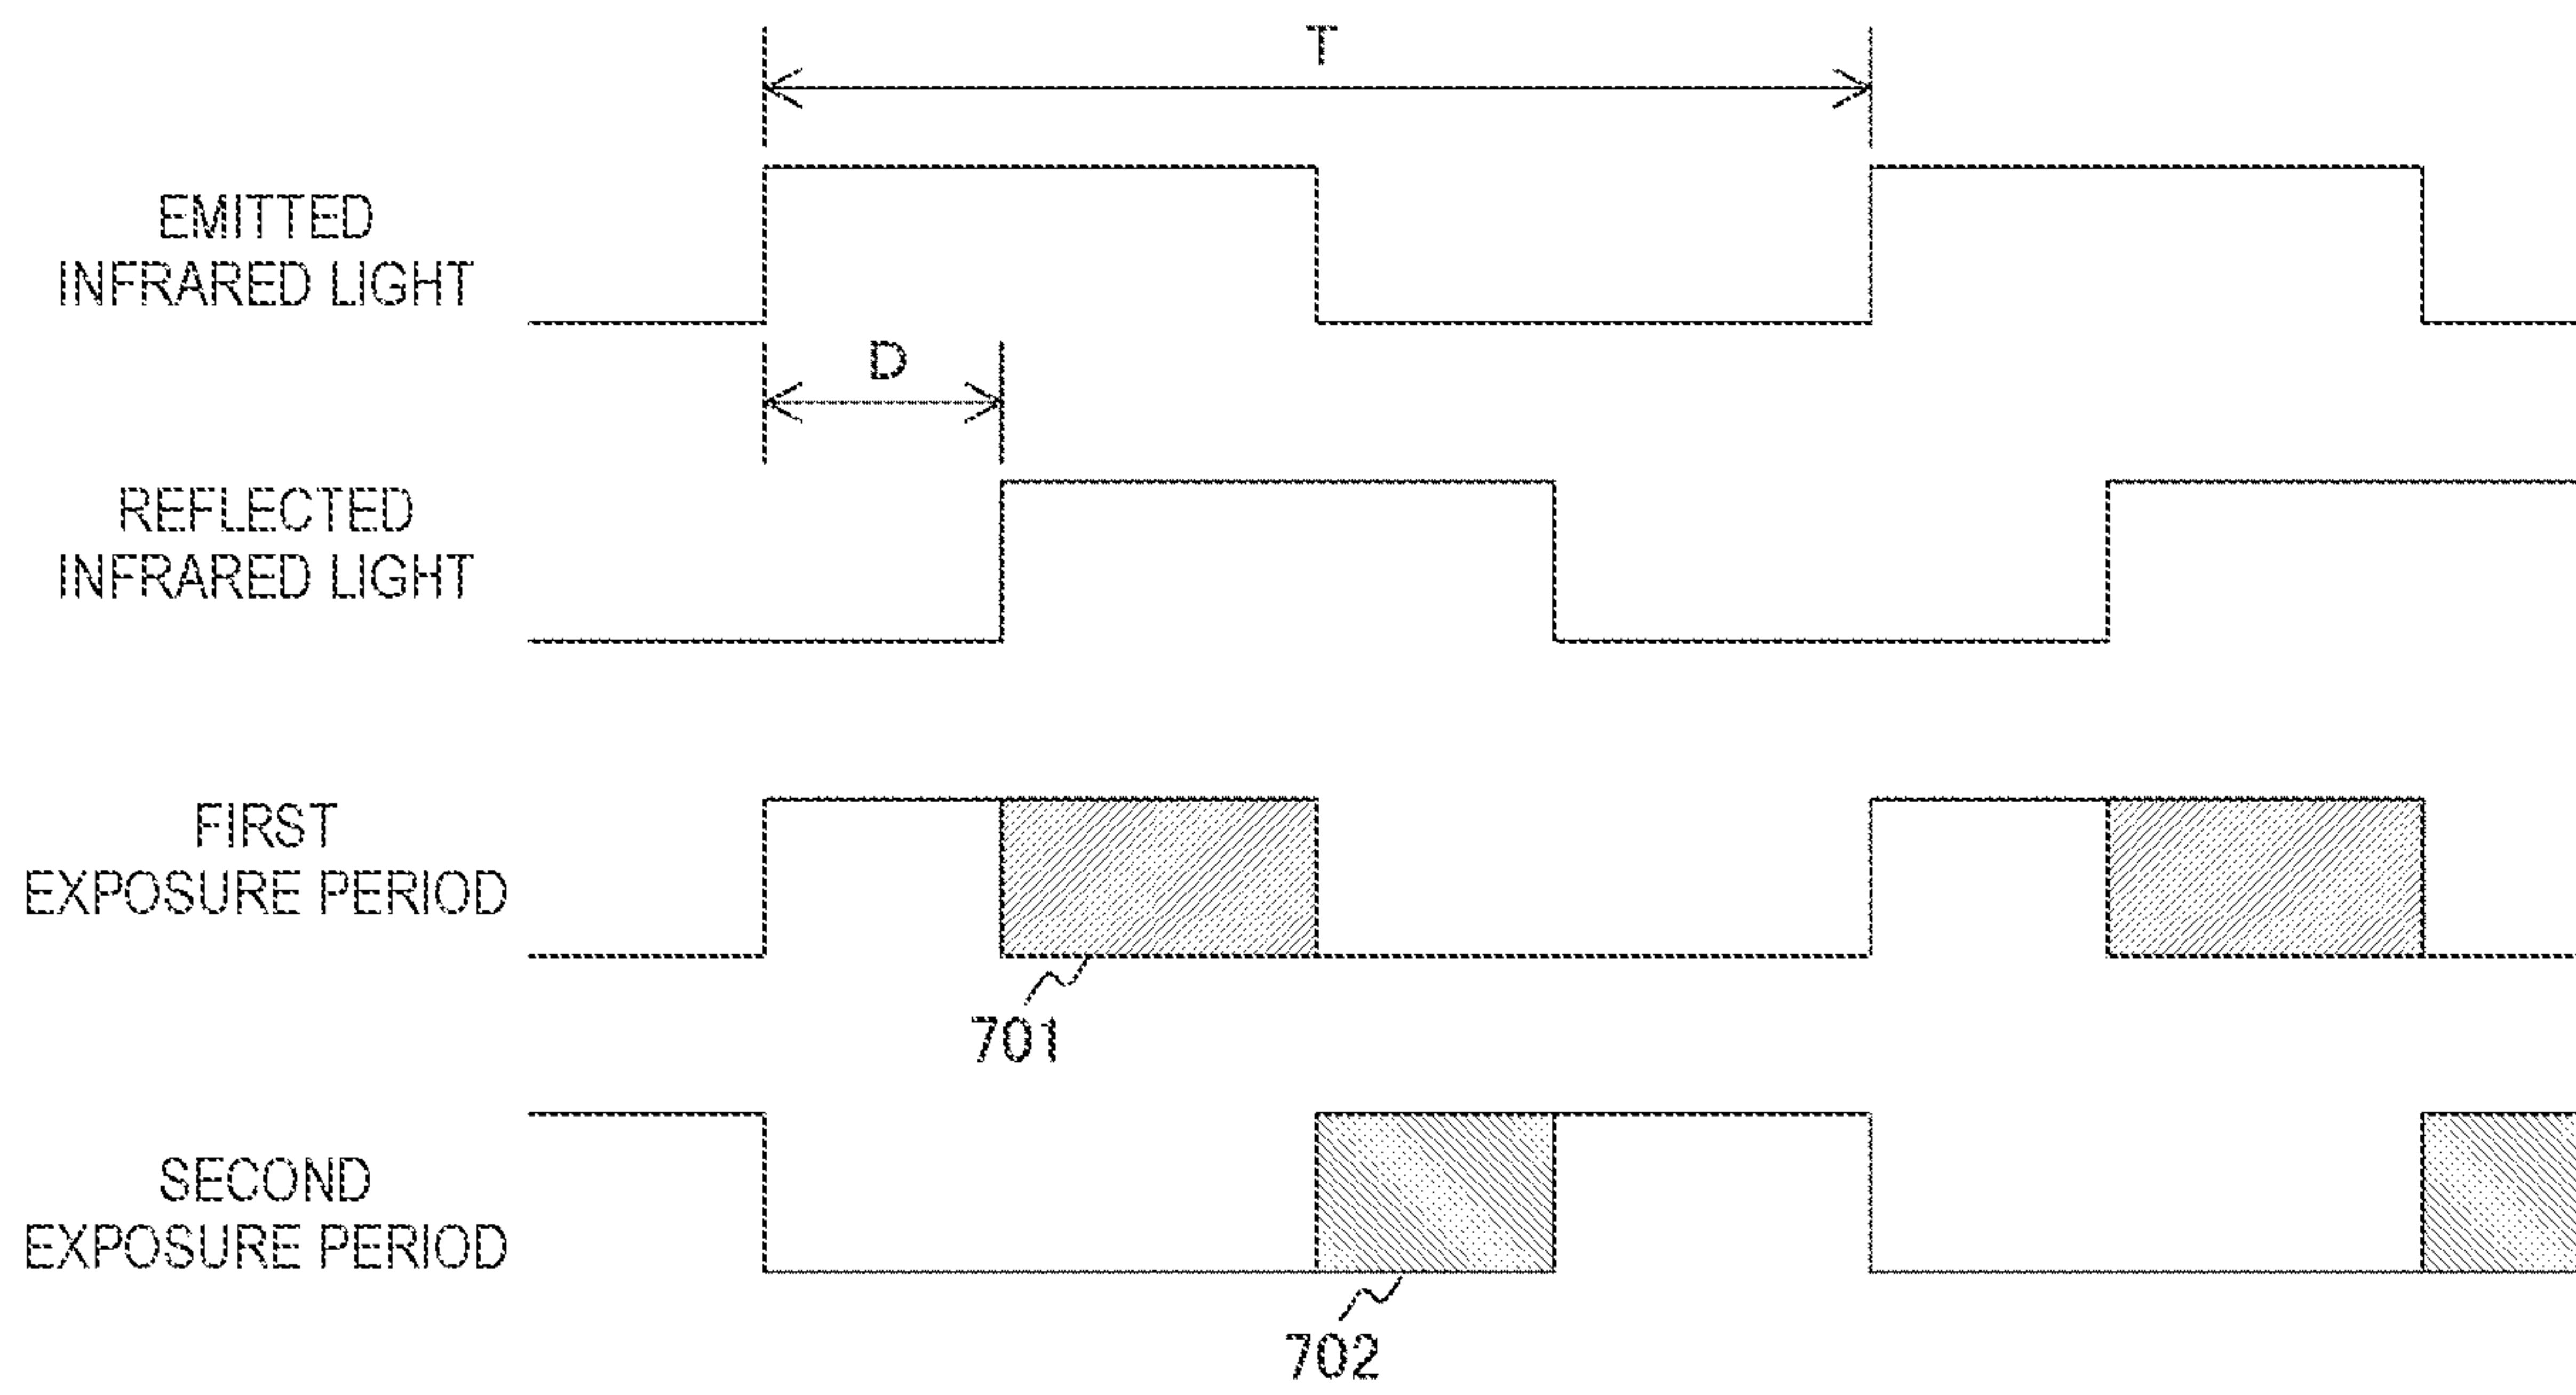 T
EMITTED
INFRARED LIGHT
D
REFLECTED
INFRARED LIGHT
FIRST
EXPOSURE PERIOD
701
SECOND
EXPOSURE PERIOD
702